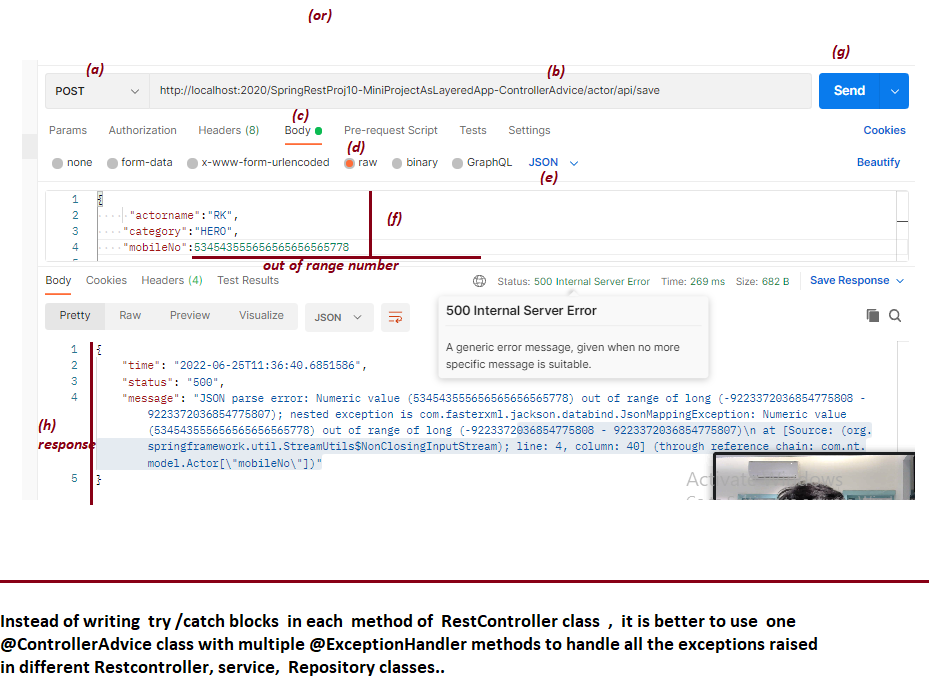 (or)
(a)
(b)
(g)
POST
http://localhost:2020/SpringRestProj10-MiniProjectAsLayeredApp-ControllerAdvice/actor/api/save
Send
(c)
Params Authorization Headers (8) Body Pre-request Script Tests Settings Cookies
(d)
none form-data x-www-form-urlencoded raw binary GraphQL JSON Beautify
(e)
1 {
2 "actorname":"RK",
(f)
3 "category":"HERO",
4 "mobileNo":534543555656565656565778
out of range number
Body Cookies Headers (4) Test Results Status: 500 Internal Server Error Time: 269 ms Size: 682 B Save Response
500 Internal Server Error
Pretty Raw Preview Visualize JSON
A generic error message, given when no more
specific message is suitable.
1 {
2 "time": "2022-06-25T11:36:40.6851586",
3 "status": "500",
4 "message": "JSON parse error: Numeric value (534543555656565656565778) out of range of long (-9223372036854775808 -
9223372036854775807); nested exception is com.fasterxml.jackson.databind.JsonMappingException: Numeric value
(h)
(534543555656565656565778) out of range of long (-9223372036854775808 - 9223372036854775807)\n at [Source: (org.
response
springframework.util.StreamUtils$NonClosingInputStream); line: 4, column: 40] (through reference chain: com.nt.
model.Actor[\"mobileNo\"])"
5 }
Instead of writing try /catch blocks in each method of RestController class , it is better to use one
@ControllerAdvice class with multiple @ExceptionHandler methods to handle all the exceptions raised
in different Restcontroller, service, Repository classes..